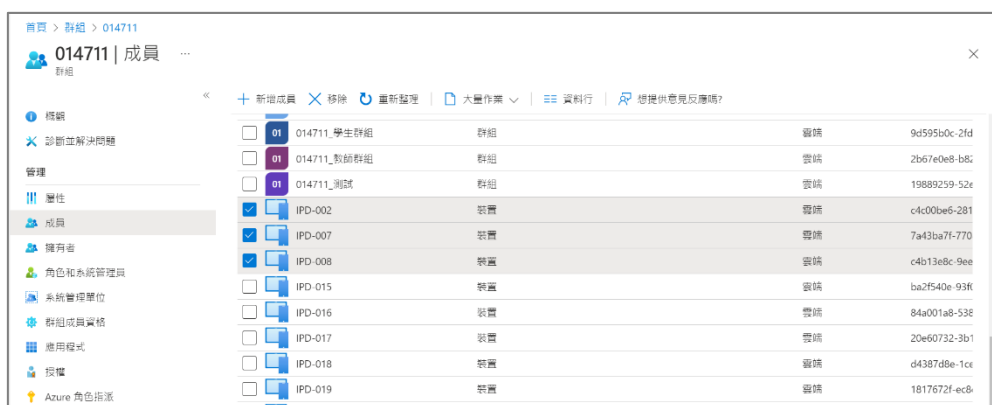 首頁 > 群組 > 014711
014711 | 成員 ...
群組
新增成員 移除 重新整理 大量作業 資料行 想提供意見反應嗎?
概觀
診斷並解決問題
管理
屬性
成員
擁有者
角色和系統管理員
系統管理單位
群組成員資格
應用程式
授權
Azure 角色指派
01 014711_學生群組 群組 雲端 9d595b0c-2fd
01 014711_教師群組 群組 雲端 2b67e0e8-b82
01 014711_測試 群組 雲端 19889259-52e
IPD-002 裝置 雲端 c4c00be6-281
IPD-007 裝置 雲端 7a43ba7f-770
IPD-008 裝置 雲端 c4b13e8c-9ee
IPD-015 裝置 雲端 ba2f540e-93f0
IPD-016 裝置 雲端 84a001a8-538
IPD-017 裝置 雲端 20e60732-3b1
IPD-018 裝置 雲端 d4387d8e-1ce
IPD-019 裝置 雲端 1817672f-ec8